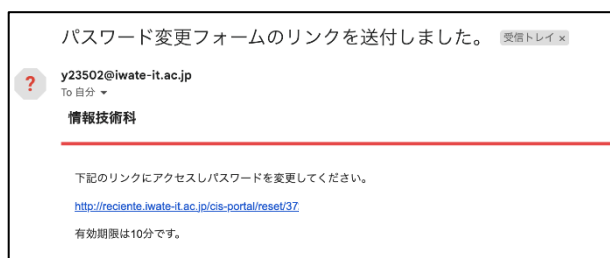 パスワード変更フォームのリンクを送付しました。 受信トレイ ×
?
y23502@iwate-it.ac.jp
To 自分
情報技術科
下記のリンクにアクセスしパスワードを変更してください。
http://reciente.iwate-it.ac.jp/cis-portal/reset/37
有効期限は10分です。